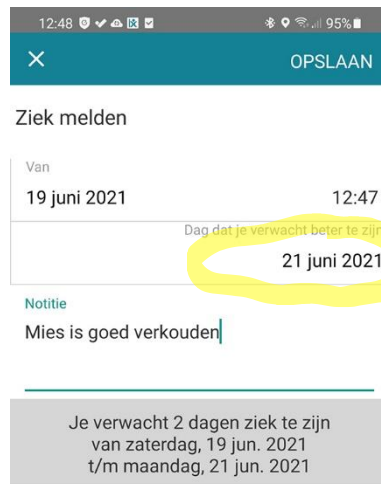 12:48 95%
OPSLAAN
Ziek melden
Van
19 juni 2021 12:47
Dag dat je verwacht beter te zijn
21 juni 2021
Notitie
Mies is goed verkouden
Je verwacht 2 dagen ziek te zijn
van zaterdag, 19 jun. 2021
t/m maandag, 21 jun. 2021